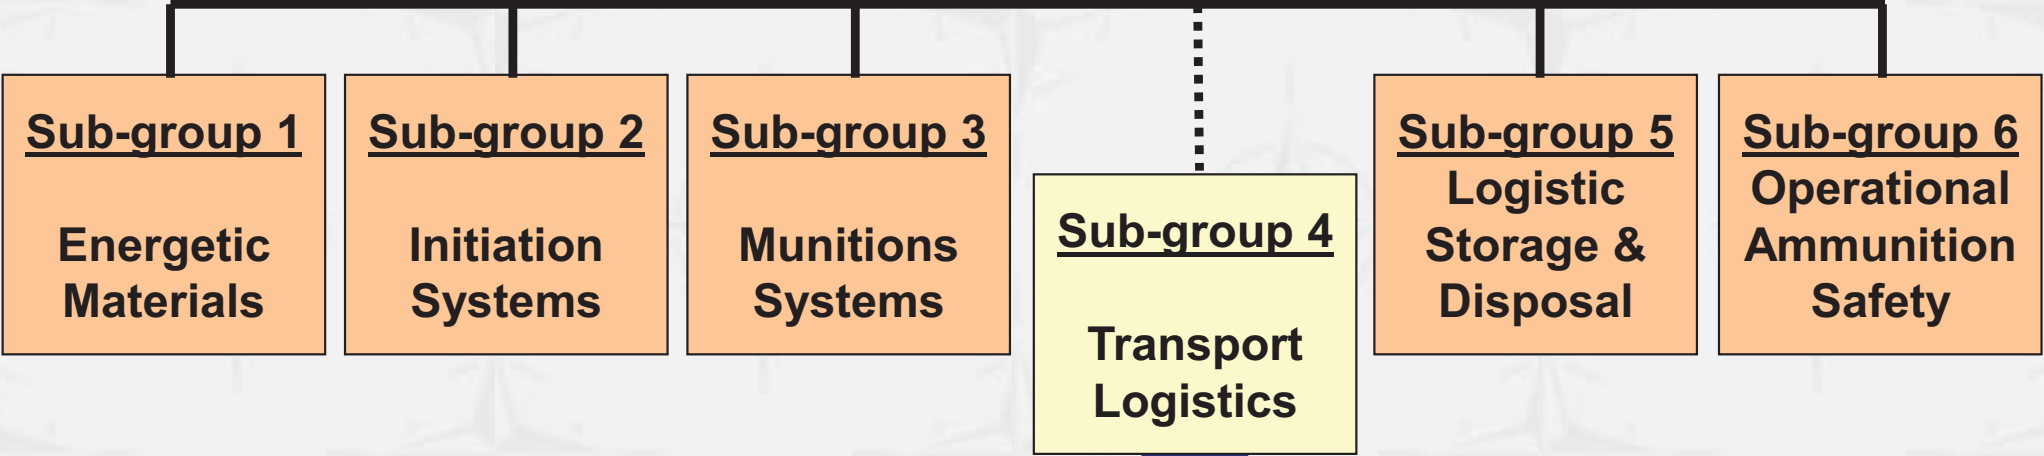 Sub-group 1
Energetic
Materials
Sub-group 2
Initiation
Systems
Sub-group 3
Munitions
Systems
Sub-group 4
Transport
Logistics
Sub-group 5
Logistic
Storage &
Disposal
Sub-group 6
Operational
Ammunition
Safety